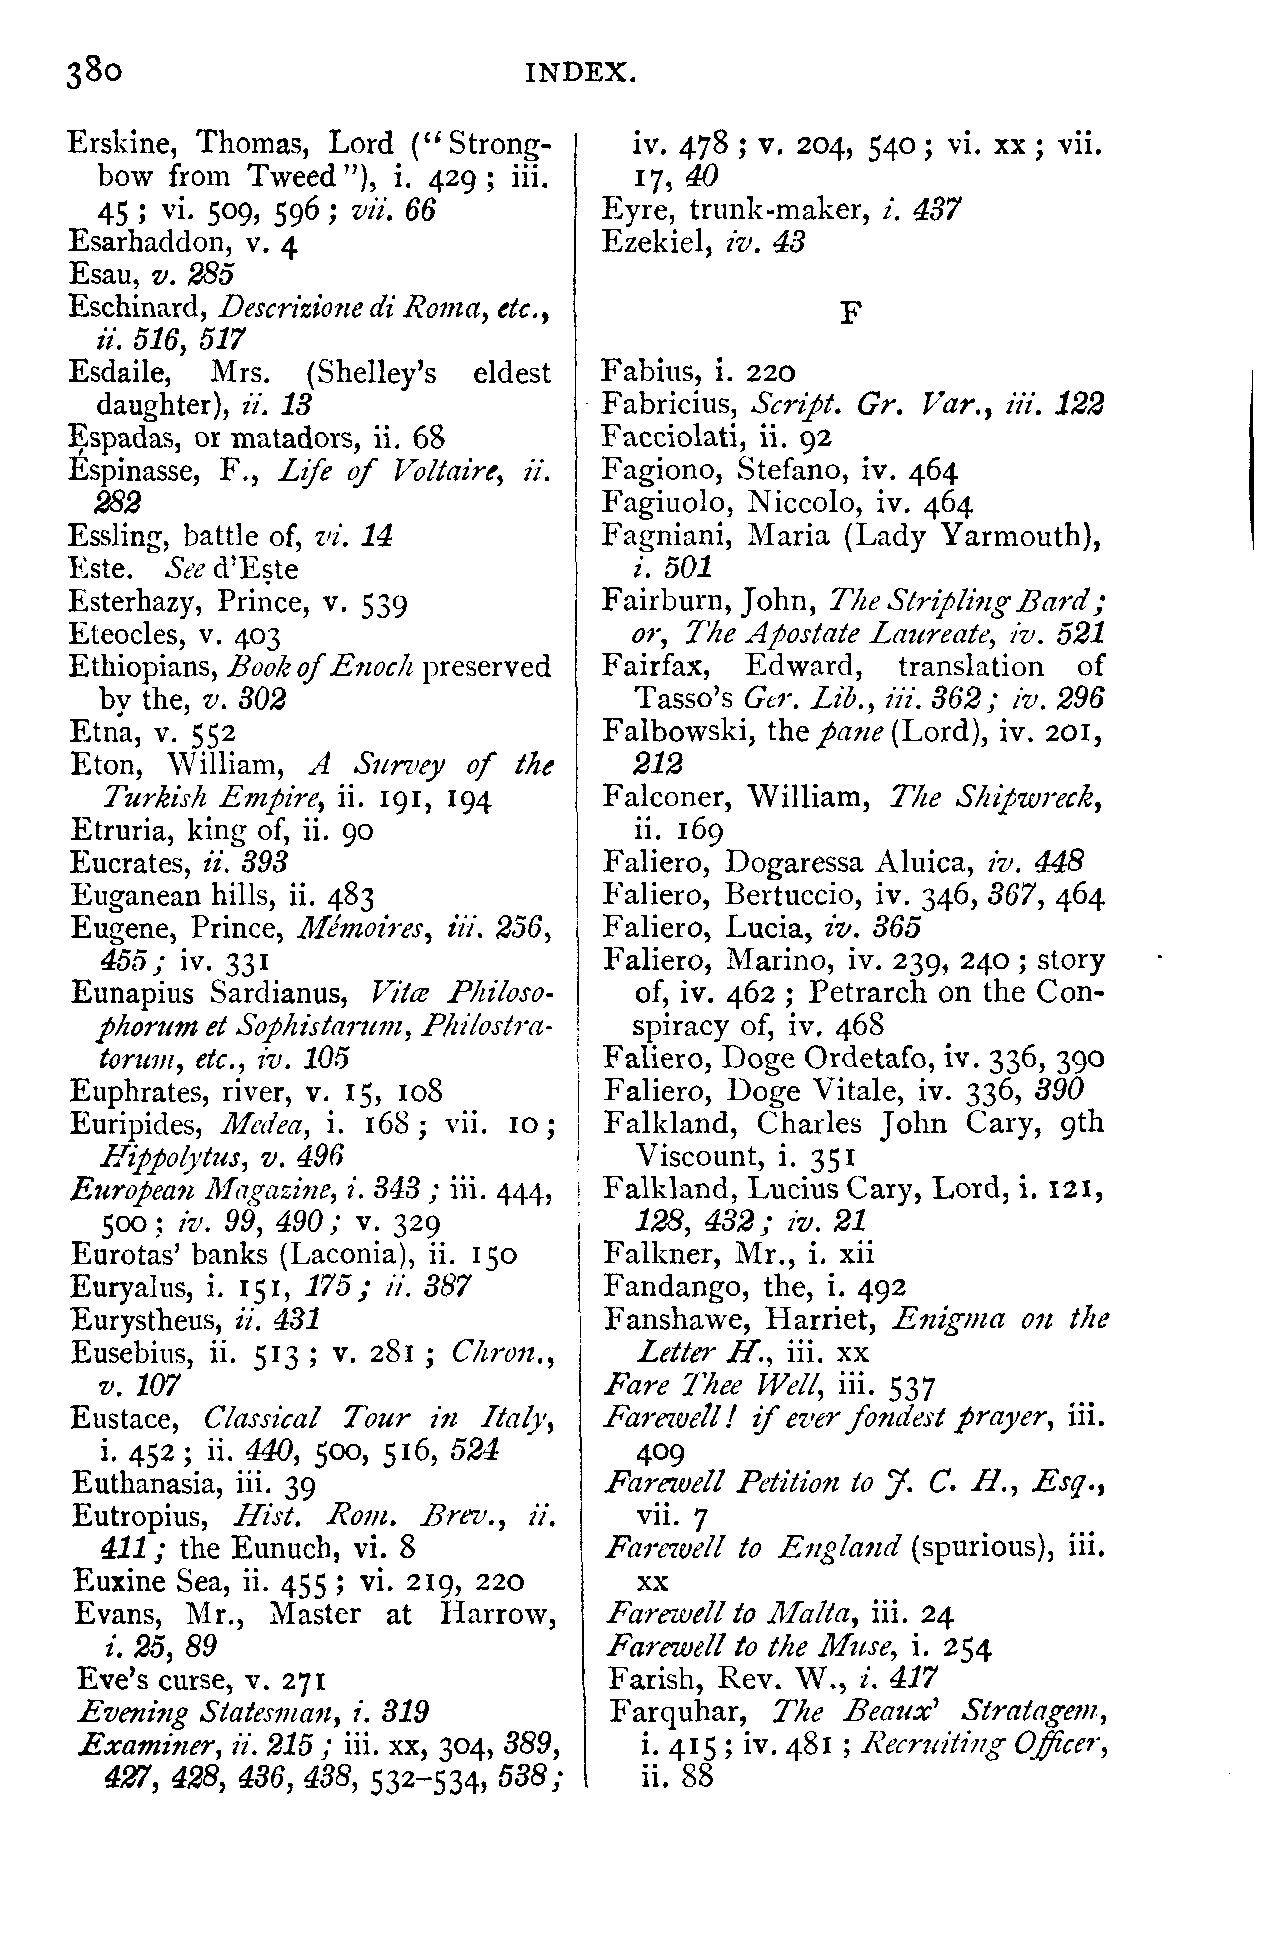 380
INDEX.
Erskine, Thomas, Lord (“Strong-
bow from Tweed”), i. 429; iii.
45; vi. 509, 596; vii. 66
Esarhaddon, v. 4
Esau, v. 285
Eschinard, Descrizione di Roma, etc.,
ii. 516, 517
Esdaile, Mrs. (Shelley's eldest
daughter), ii. 13
Espadas, or matadors, ii. 68
Espinasse, F., Life of Voltaire, ii.
282
Essling, battle of, vi. 14
Este. See d'Este
Esterhazy, Prince, v. 539
Eteocles, v. 403
Ethiopians, Book of Enoch preserved
by the, v. 302
Etna, v. 552
Eton, William, A Survey of the
Turkish Empire, ii. 191, 194
Etruria, king of, ii. 90
Eucrates, ii. 393
Euganean hills, ii. 483
Eugene, Prince, Mémoires, iii. 256,
455; iv. 331
Eunapius Sardianus, Vitæ Philoso-
phorum et Sophistarum, Philostra-
torum, etc., iv. 105
Euphrates, river, v. 15, 108
Euripides, Medea, i. 168; vii. 10;
Hippolytus, v. 496
European Magazine, i. 343; iii. 444,
500; iv. 99, 490; v. 329
Eurotas' banks (Laconia), ii. 150
Euryalus, i. 151, 175; ii. 387
Eurystheus, ii. 431
Eusebius, ii. 513; v. 281; Chron.,
v. 107
Eustace, Classical Tour in Italy,
i. 452; ii. 440, 500, 516, 524
Euthanasia, iii. 39
Eutropius, Hist. Rom. Brev., ii.
411; the Eunuch, vi. 8
Euxine Sea, ii. 455; vi. 219, 220
Evans, Mr., Master at Harrow,
i. 25, 89
Eve's curse, v. 271
Evening Statesman, i. 319
Examiner, ii. 215; iii. xx, 304, 389,
427, 428, 436, 438, 532–534, 538;
iv. 478; v. 204, 540; vi. xx; vii.
17, 40
Eyre, trunk-maker, i. 437
Ezekiel, iv. 43
F
Fabius, i. 220
Fabricius, Script. Gr. Var., iii. 122
Facciolati, ii. 92
Fagiono, Stefano, iv. 464
Fagiuolo, Niccolo, iv. 464
Fagniani, Maria (Lady Yarmouth),
i. 501
Fairburn, John, The Stripling Bard;
or, The Apostate Laureate, iv. 521
Fairfax, Edward, translation of
Tasso's Ger. Lib., iii. 362; iv. 296
Falbowski, the pane (Lord), iv. 201,
212
Falconer, William, The Shipwreck,
ii. 169
Faliero, Dogaressa Aluica, iv. 448
Faliero, Bertuccio, iv. 346, 367, 464
Faliero, Lucia, iv. 365
Faliero, Marino, iv. 239, 240; story
of, iv. 462; Petrarch on the Con-
spiracy of, iv. 468
Faliero, Doge Ordetafo, iv. 336, 390
Faliero, Doge Vitale, iv. 336, 390
Falkland, Charles John Cary, 9th
Viscount, i. 351
Falkland, Lucius Cary, Lord, i. 121,
128, 432; iv. 21
Falkner, Mr., i. xii
Fandango, the, i. 492
Fanshawe, Harriet, Enigma on the
Letter H., iii. xx
Fare Thee Well, iii. 537
Farewell! if ever fondest prayer, iii.
409
Farewell Petition to J. C. H., Esq.,
vii. 7
Farewell to England (spurious), iii.
xx
Farewell to Malta, iii. 24
Farewell to the Muse, i. 254
Farish, Rev. W., i. 417
Farquhar, The Beaux' Stratagem,
i. 415; iv. 481; Recruiting Officer,
ii. 88